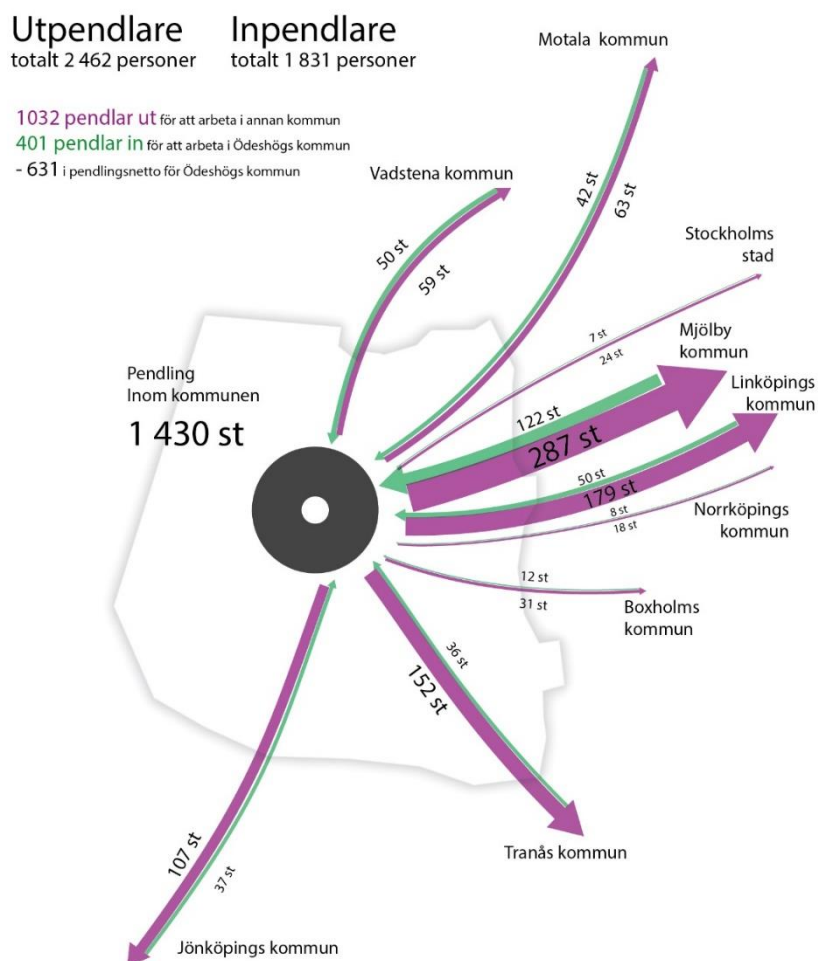 Utpendlare
totalt 2 462 personer
Inpendlare
totalt 1 831 personer
1032 pendlar ut för att arbeta i annan kommun
401 pendlar in för att arbeta i Ödeshögs kommun
- 631 i pendlingsnetto för Ödeshögs kommun
Motala kommun
42 st
63 st
Vadstena kommun
50 st
59 st
Stockholms
stad
7 st
24 st
Mjölby
kommun
122 st
287 st
Linköpings
kommun
50 st
179 st
Pendling
Inom kommunen
1 430 st
8 st
18 st
Norrköpings
kommun
12 st
31 st
Boxholms
kommun
36 st
152 st
Tranås kommun
107 st
37 st
Jönköpings kommun